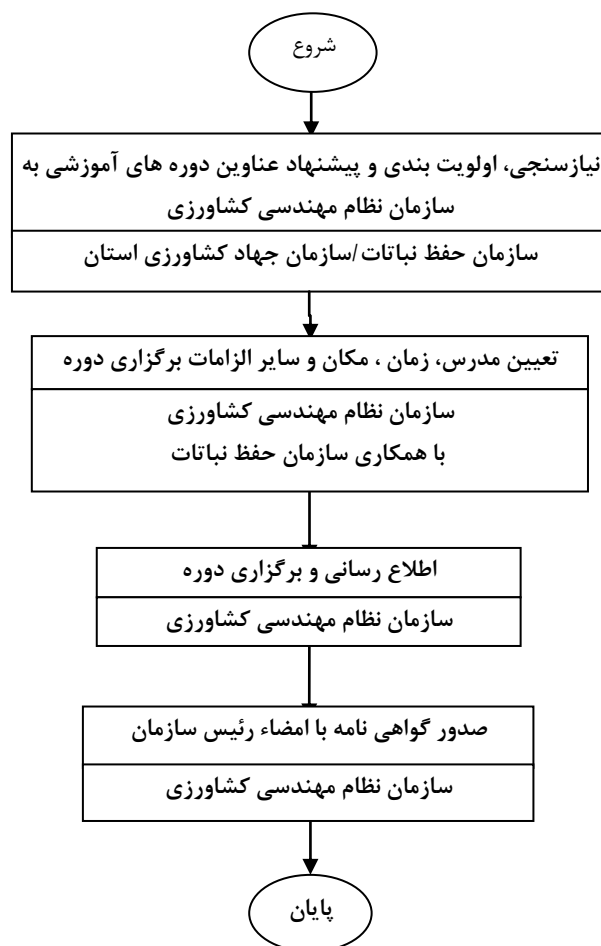 شروع
نیازسنجی، اولویت بندی و پیشنهاد عناوین دوره های آموزشی به
سازمان نظام مهندسی کشاورزی
سازمان حفظ نباتات/سازمان جهاد کشاورزی استان
تعیین مدرس، زمان ، مکان و سایر الزامات برگزاری دوره
سازمان نظام مهندسی کشاورزی
با همکاری سازمان حفظ نباتات
اطلاع رسانی و برگزاری دوره
سازمان نظام مهندسی کشاورزی
صدور گواهی نامه با امضاء رئیس سازمان
سازمان نظام مهندسی کشاورزی
پایان